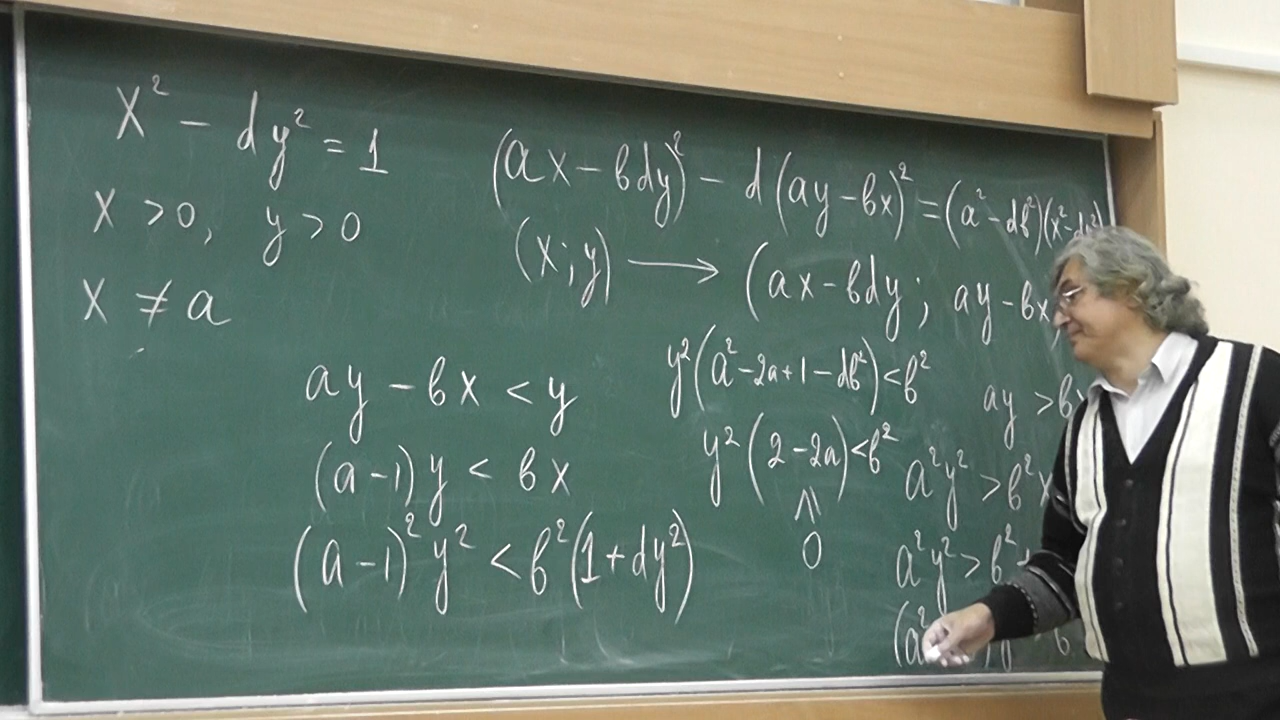 x² - dy² = 1
x > 0, y > 0
x ≠ a
(ax - bdy)² - d(ay - bx)² = (a² - db²)(x² - dy²)
(x; y) ⟶ (ax - bdy; ay - bx
ay - bx < y
(a-1)y < bx
(a-1)²y² < b²(1 + dy²)
y²(a² - 2a + 1 - db²) < b²
y²(2 - 2a) < b²
∧
0
ay > b
a²y² > b²x
a²y² > b²
(a²